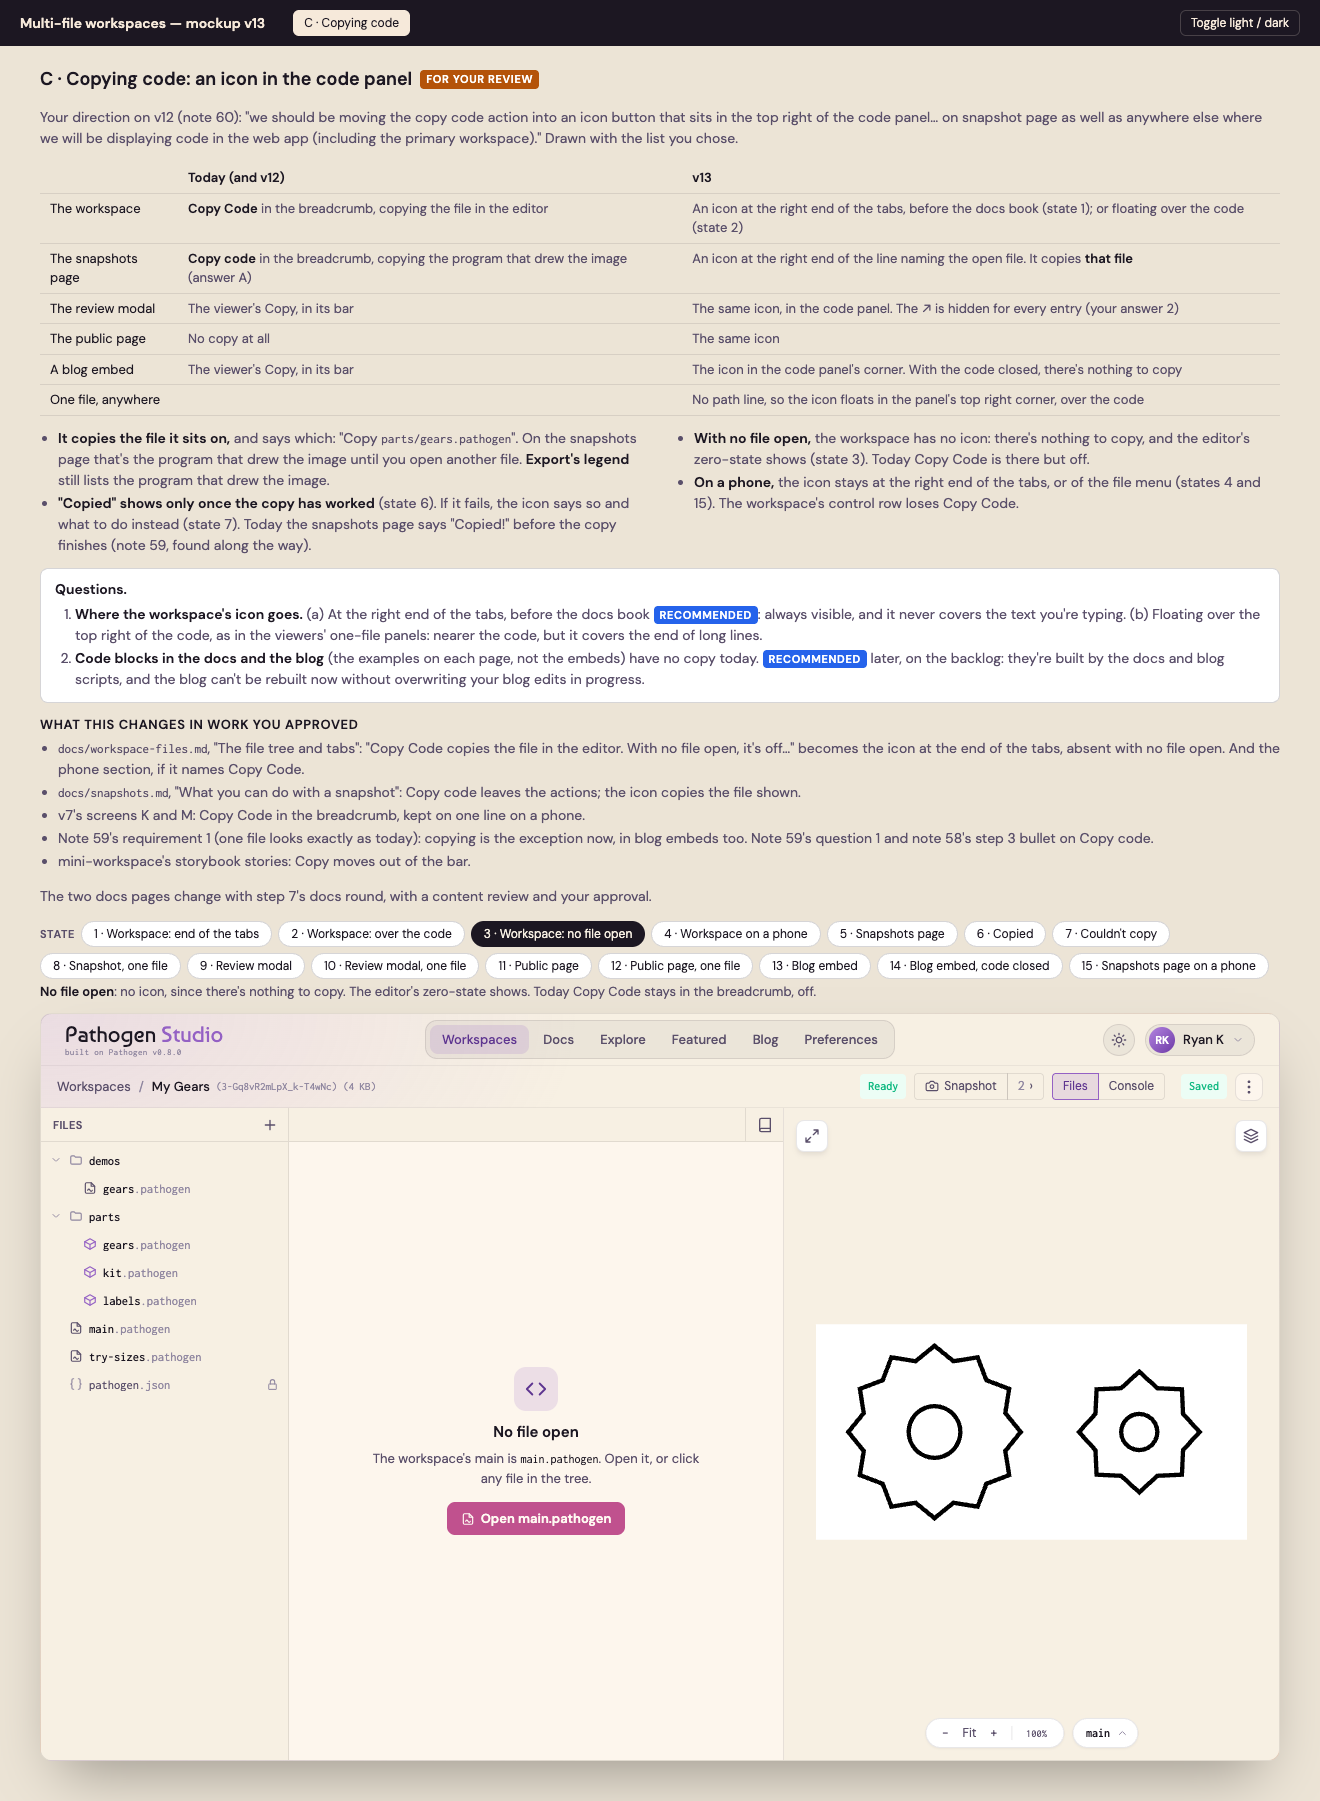 Multi-file workspaces — mockup v13
C · Copying code
Toggle light / dark
C · Copying code: an icon in the code panel FOR YOUR REVIEW
Your direction on v12 (note 60): "we should be moving the copy code action into an icon button that sits in the top right of the code panel... on snapshot page as well as anywhere else where
we will be displaying code in the web app (including the primary workspace)." Drawn with the list you chose.
Today (and v12) v13
The workspace Copy Code in the breadcrumb, copying the file in the editor An icon at the right end of the tabs, before the docs book (state 1); or floating over the code
(state 2)
The snapshots Copy code in the breadcrumb, copying the program that drew the image An icon at the right end of the line naming the open file. It copies that file
page (answer A)
The review modal The viewer's Copy, in its bar The same icon, in the code panel. The ↗ is hidden for every entry (your answer 2)
The public page No copy at all The same icon
A blog embed The viewer's Copy, in its bar The icon in the code panel's corner. With the code closed, there's nothing to copy
One file, anywhere No path line, so the icon floats in the panel's top right corner, over the code
• It copies the file it sits on, and says which: "Copy parts/gears.pathogen". On the snapshots
page that's the program that drew the image until you open another file. Export's legend
still lists the program that drew the image.
• "Copied" shows only once the copy has worked (state 6). If it fails, the icon says so and
what to do instead (state 7). Today the snapshots page says "Copied!" before the copy
finishes (note 59, found along the way).
• With no file open, the workspace has no icon: there's nothing to copy, and the editor's
zero-state shows (state 3). Today Copy Code is there but off.
• On a phone, the icon stays at the right end of the tabs, or of the file menu (states 4 and
15). The workspace's control row loses Copy Code.
Questions.
1. Where the workspace's icon goes. (a) At the right end of the tabs, before the docs book RECOMMENDED: always visible, and it never covers the text you're typing. (b) Floating over the
top right of the code, as in the viewers' one-file panels: nearer the code, but it covers the end of long lines.
2. Code blocks in the docs and the blog (the examples on each page, not the embeds) have no copy today. RECOMMENDED later, on the backlog: they're built by the docs and blog
scripts, and the blog can't be rebuilt now without overwriting your blog edits in progress.
WHAT THIS CHANGES IN WORK YOU APPROVED
• docs/workspace-files.md, "The file tree and tabs": "Copy Code copies the file in the editor. With no file open, it's off..." becomes the icon at the end of the tabs, absent with no file open. And the
phone section, if it names Copy Code.
• docs/snapshots.md, "What you can do with a snapshot": Copy code leaves the actions; the icon copies the file shown.
• v7's screens K and M: Copy Code in the breadcrumb, kept on one line on a phone.
• Note 59's requirement 1 (one file looks exactly as today): copying is the exception now, in blog embeds too. Note 59's question 1 and note 58's step 3 bullet on Copy code.
• mini-workspace's storybook stories: Copy moves out of the bar.
The two docs pages change with step 7's docs round, with a content review and your approval.
STATE 1 · Workspace: end of the tabs 2 · Workspace: over the code 3 · Workspace: no file open 4 · Workspace on a phone 5 · Snapshots page 6 · Copied 7 · Couldn't copy
8 · Snapshot, one file 9 · Review modal 10 · Review modal, one file 11 · Public page 12 · Public page, one file 13 · Blog embed 14 · Blog embed, code closed 15 · Snapshots page on a phone
No file open: no icon, since there's nothing to copy. The editor's zero-state shows. Today Copy Code stays in the breadcrumb, off.
Pathogen Studio
built on Pathogen v0.8.0
Workspaces Docs Explore Featured Blog Preferences
RK Ryan K
Workspaces / My Gears (3-Gq8vR2mLpX_k-T4wNc) (4 KB)
Ready Snapshot 2 › Files Console Saved
FILES
demos
gears.pathogen
parts
gears.pathogen
kit.pathogen
labels.pathogen
main.pathogen
try-sizes.pathogen
pathogen.json
No file open
The workspace's main is main.pathogen. Open it, or click
any file in the tree.
Open main.pathogen
− Fit + 100% main